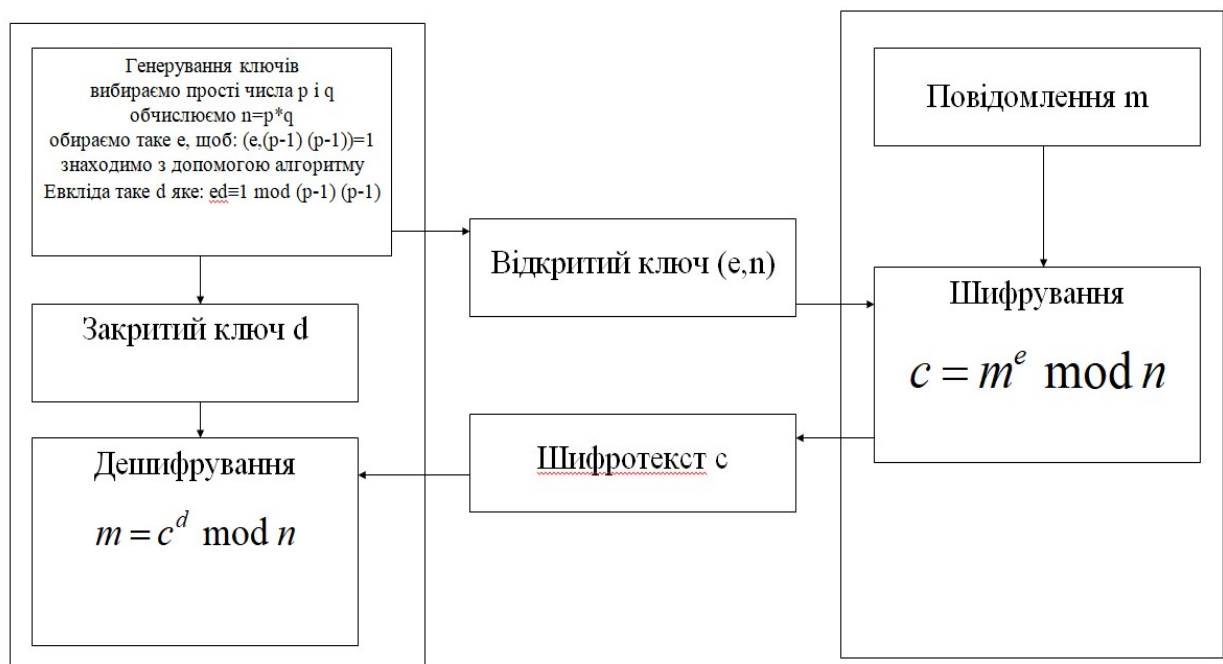 Генерування ключів
вибираємо прості числа p і q
обчислюємо n=p*q
обираємо таке e, щоб: (e,(p-1) (p-1))=1
знаходимо з допомогою алгоритму
Евкліда таке d яке: ed≡1 mod (p-1) (p-1)
Закритий ключ d
Дешифрування
m = c^d mod n
Відкритий ключ (e,n)
Шифротекст c
Повідомлення m
Шифрування
c = m^e mod n